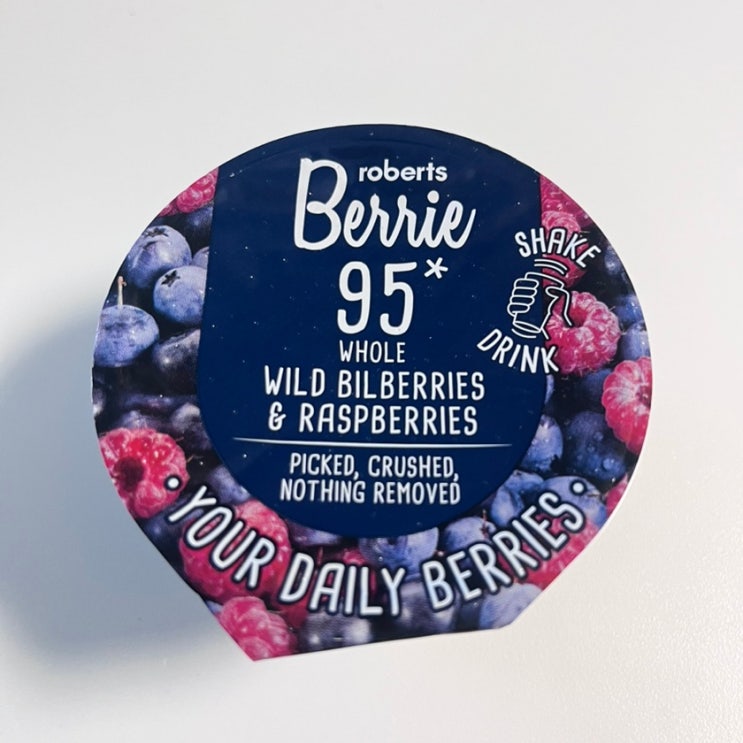 roberts
Berrie
95*
WHOLE
WILD BILBERRIES
& RASPBERRIES
PICKED, CRUSHED,
NOTHING REMOVED
SHAKE
DRINK
• YOUR DAILY BERRIES •